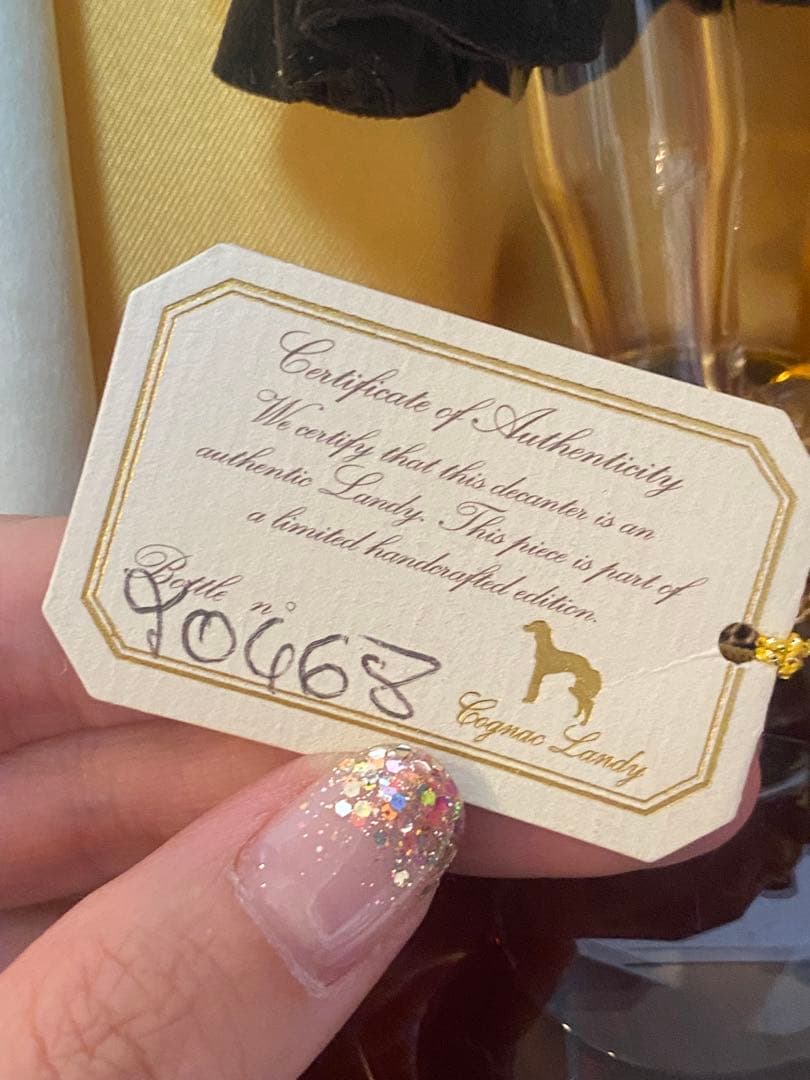 Certificate of Authenticity
We certify that this decanter is an
authentic Landy. This piece is part of
a limited handcrafted edition.
Bottle n°
90668
Cognac Landy